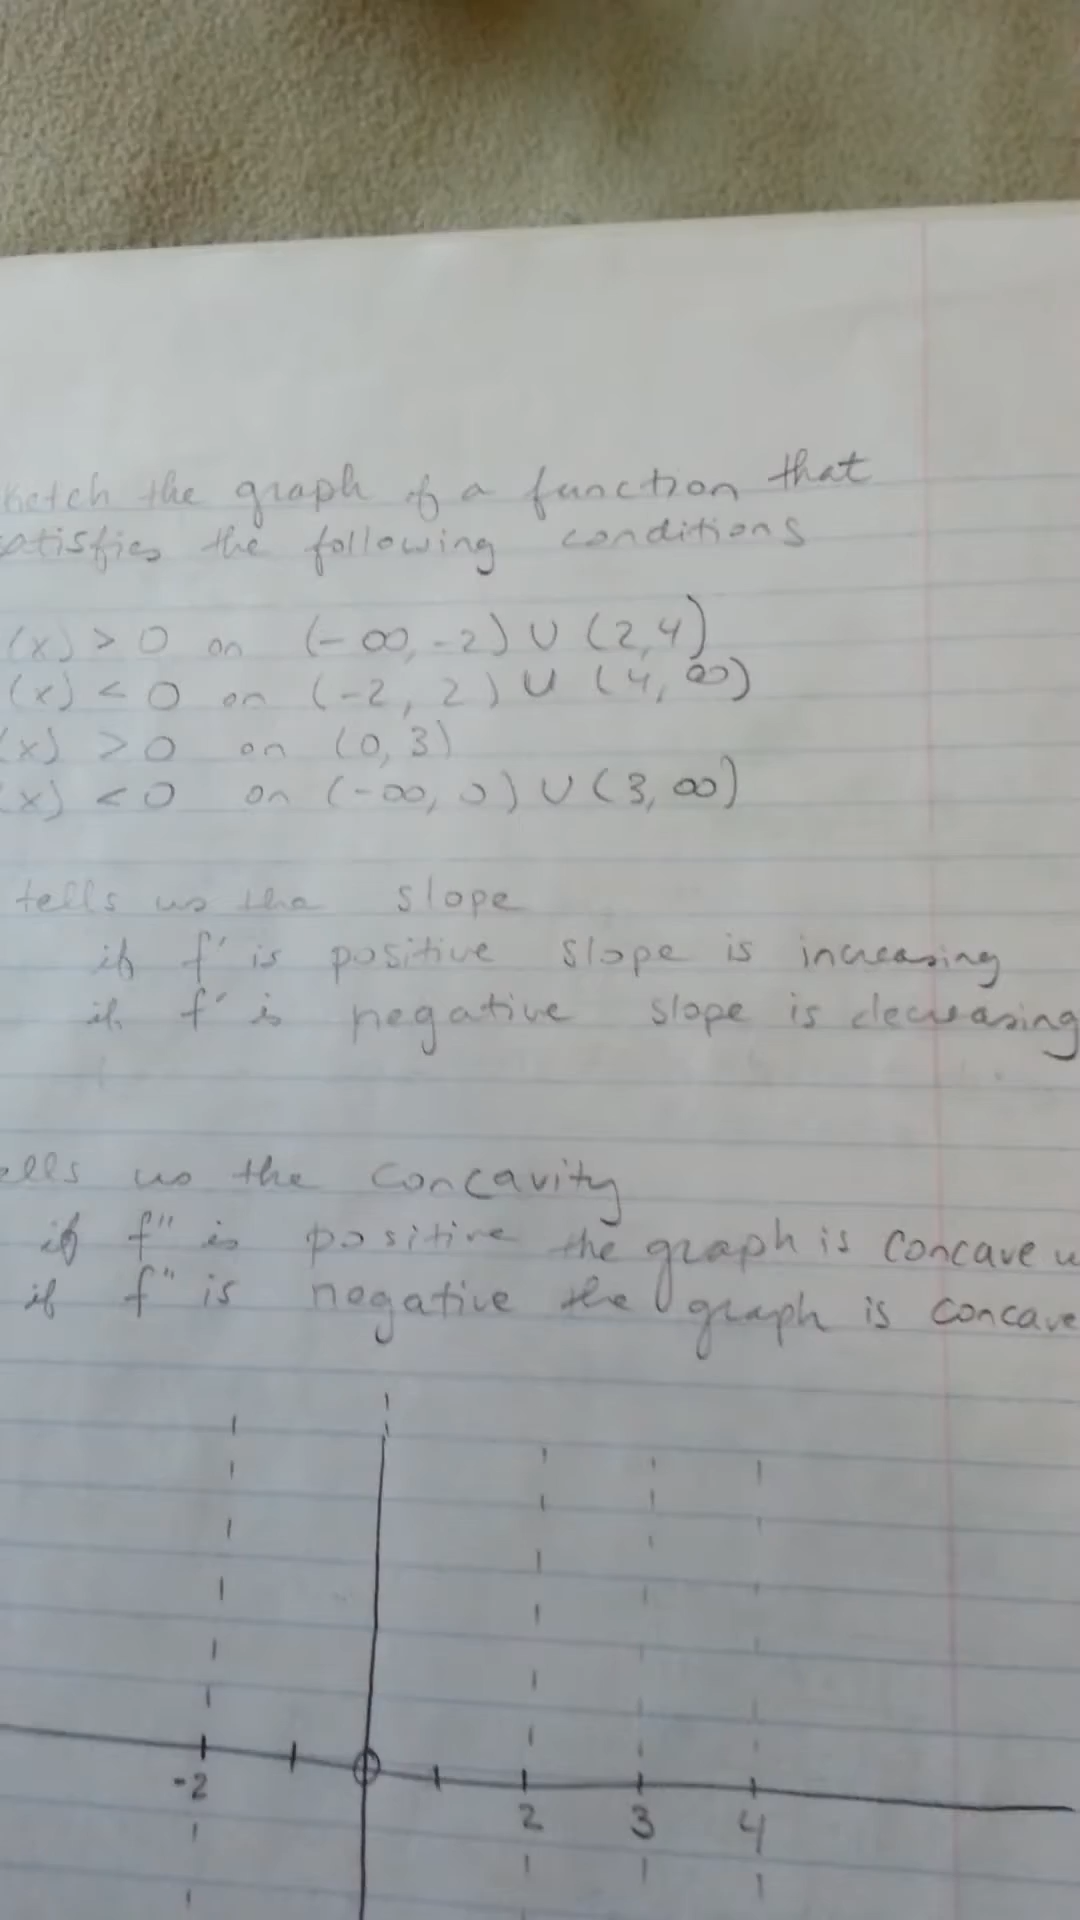 ketch the graph of a function that
atisfies the following conditions
(x) > 0 on (-∞, -2) ∪ (2,4)
(x) < 0 on (-2, 2) ∪ (4, ∞)
(x) > 0 on (0, 3)
(x) < 0 on (-∞, 0) ∪ (3, ∞)
tells us the slope
if f' is positive slope is increasing
if f' is negative slope is decreasing
ells us the concavity
if f" is positive the graph is concave u
if f" is negative the graph is concave
-2 2 3 4